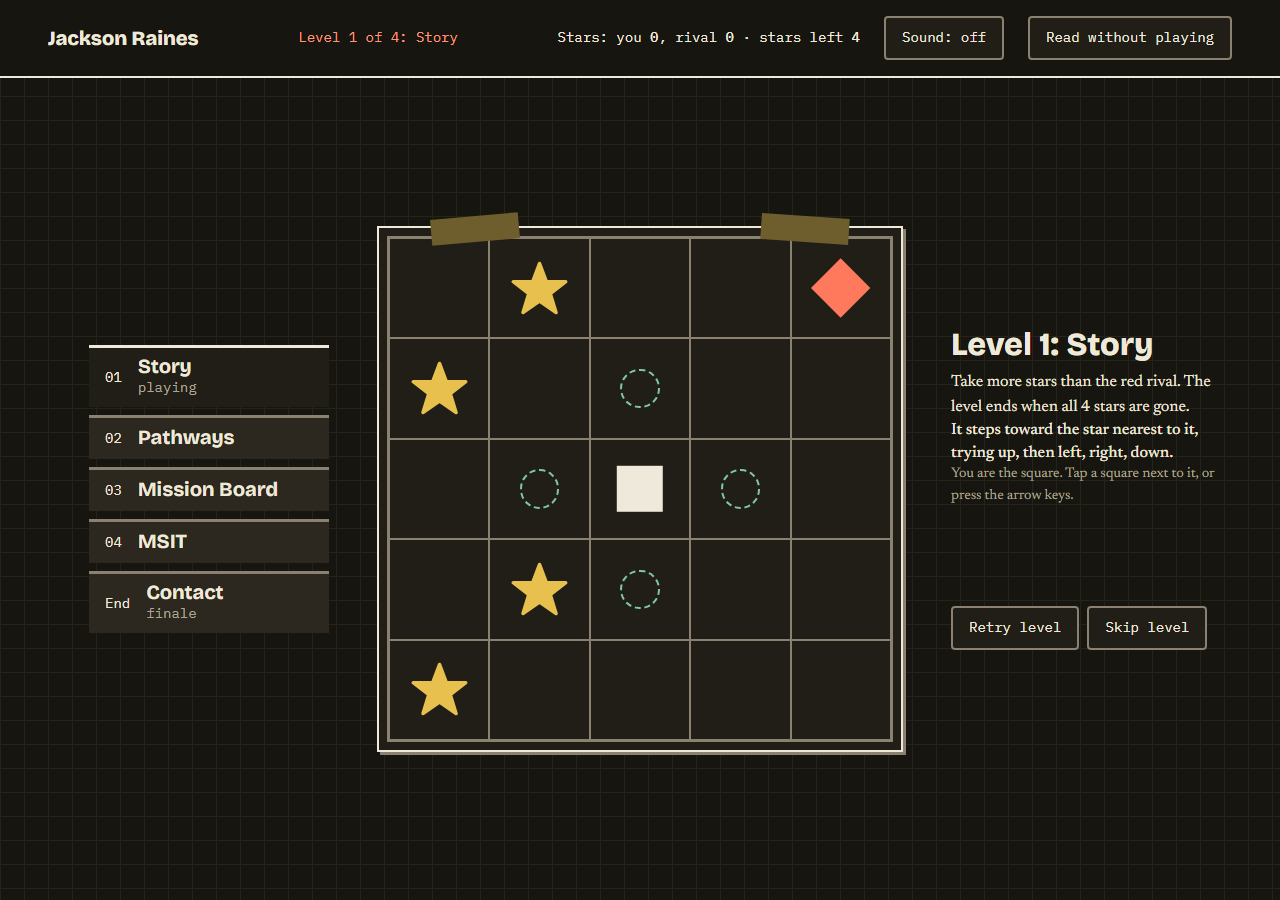 Jackson Raines
Level 1 of 4: Story
Stars: you 0, rival 0 · stars left 4
Sound: off
Read without playing
01
Story
playing
02
Pathways
03
Mission Board
04
MSIT
End
Contact
finale
Level 1: Story
Take more stars than the red rival. The
level ends when all 4 stars are gone.
It steps toward the star nearest to it,
trying up, then left, right, down.
You are the square. Tap a square next to it, or
press the arrow keys.
Retry level
Skip level